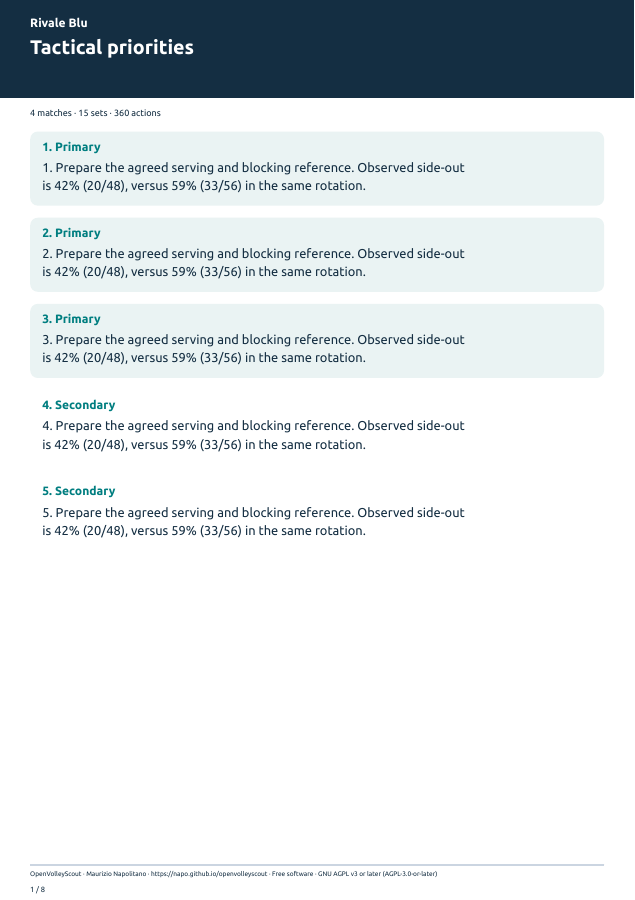 Rivale Blu
Tactical priorities
4 matches · 15 sets · 360 actions
1. Primary
1. Prepare the agreed serving and blocking reference. Observed side-out
is 42% (20/48), versus 59% (33/56) in the same rotation.
2. Primary
2. Prepare the agreed serving and blocking reference. Observed side-out
is 42% (20/48), versus 59% (33/56) in the same rotation.
3. Primary
3. Prepare the agreed serving and blocking reference. Observed side-out
is 42% (20/48), versus 59% (33/56) in the same rotation.
4. Secondary
4. Prepare the agreed serving and blocking reference. Observed side-out
is 42% (20/48), versus 59% (33/56) in the same rotation.
5. Secondary
5. Prepare the agreed serving and blocking reference. Observed side-out
is 42% (20/48), versus 59% (33/56) in the same rotation.
OpenVolleyScout · Maurizio Napolitano · https://napo.github.io/openvolleyscout · Free software · GNU AGPL v3 or later (AGPL-3.0-or-later)
1 / 8